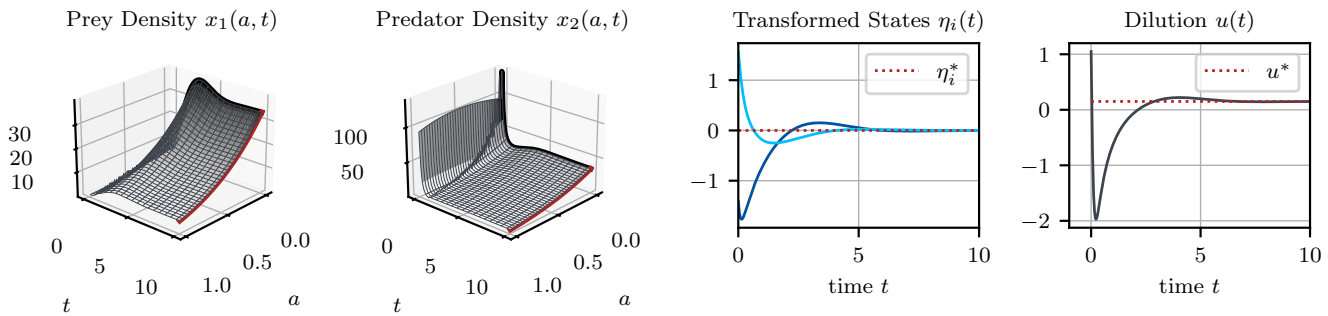 Prey Density x₁(a, t)
30
20
10
0
5
10
t
1.0
0.5
0.0
a
Predator Density x₂(a, t)
100
50
0
5
10
t
1.0
0.5
0.0
a
Transformed States ηᵢ(t)
ηᵢ*
1
0
−1
0
5
10
time t
Dilution u(t)
u*
1
0
−1
−2
0
5
10
time t